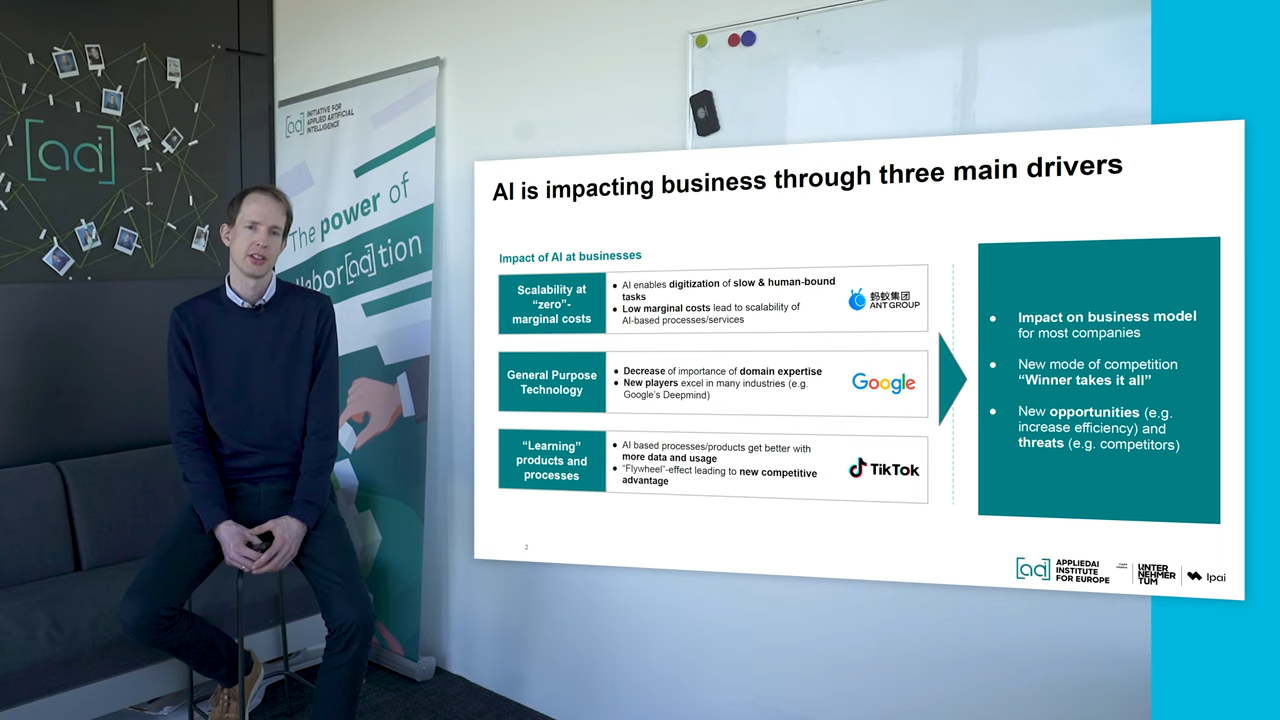 [aai]
[aai] INITIATIVE FOR
APPLIED ARTIFICIAL
INTELLIGENCE
The power of
bor[aai]tion
AI is impacting business through three main drivers
Impact of AI at businesses
Scalability at
“zero”-
marginal costs
• AI enables digitization of slow & human-bound
tasks
• Low marginal costs lead to scalability of
AI-based processes/services
蚂蚁集团
ANT GROUP
General Purpose
Technology
• Decrease of importance of domain expertise
• New players excel in many industries (e.g.
Google’s Deepmind)
Google
“Learning”
products and
processes
• AI based processes/products get better with
more data and usage
• “Flywheel”-effect leading to new competitive
advantage
TikTok
• Impact on business model
for most companies
• New mode of competition
“Winner takes it all”
• New opportunities (e.g.
increase efficiency) and
threats (e.g. competitors)
2
[aai] APPLIEDAI
INSTITUTE
FOR EUROPE
UNTER
NEHMER
TUM
Ipai